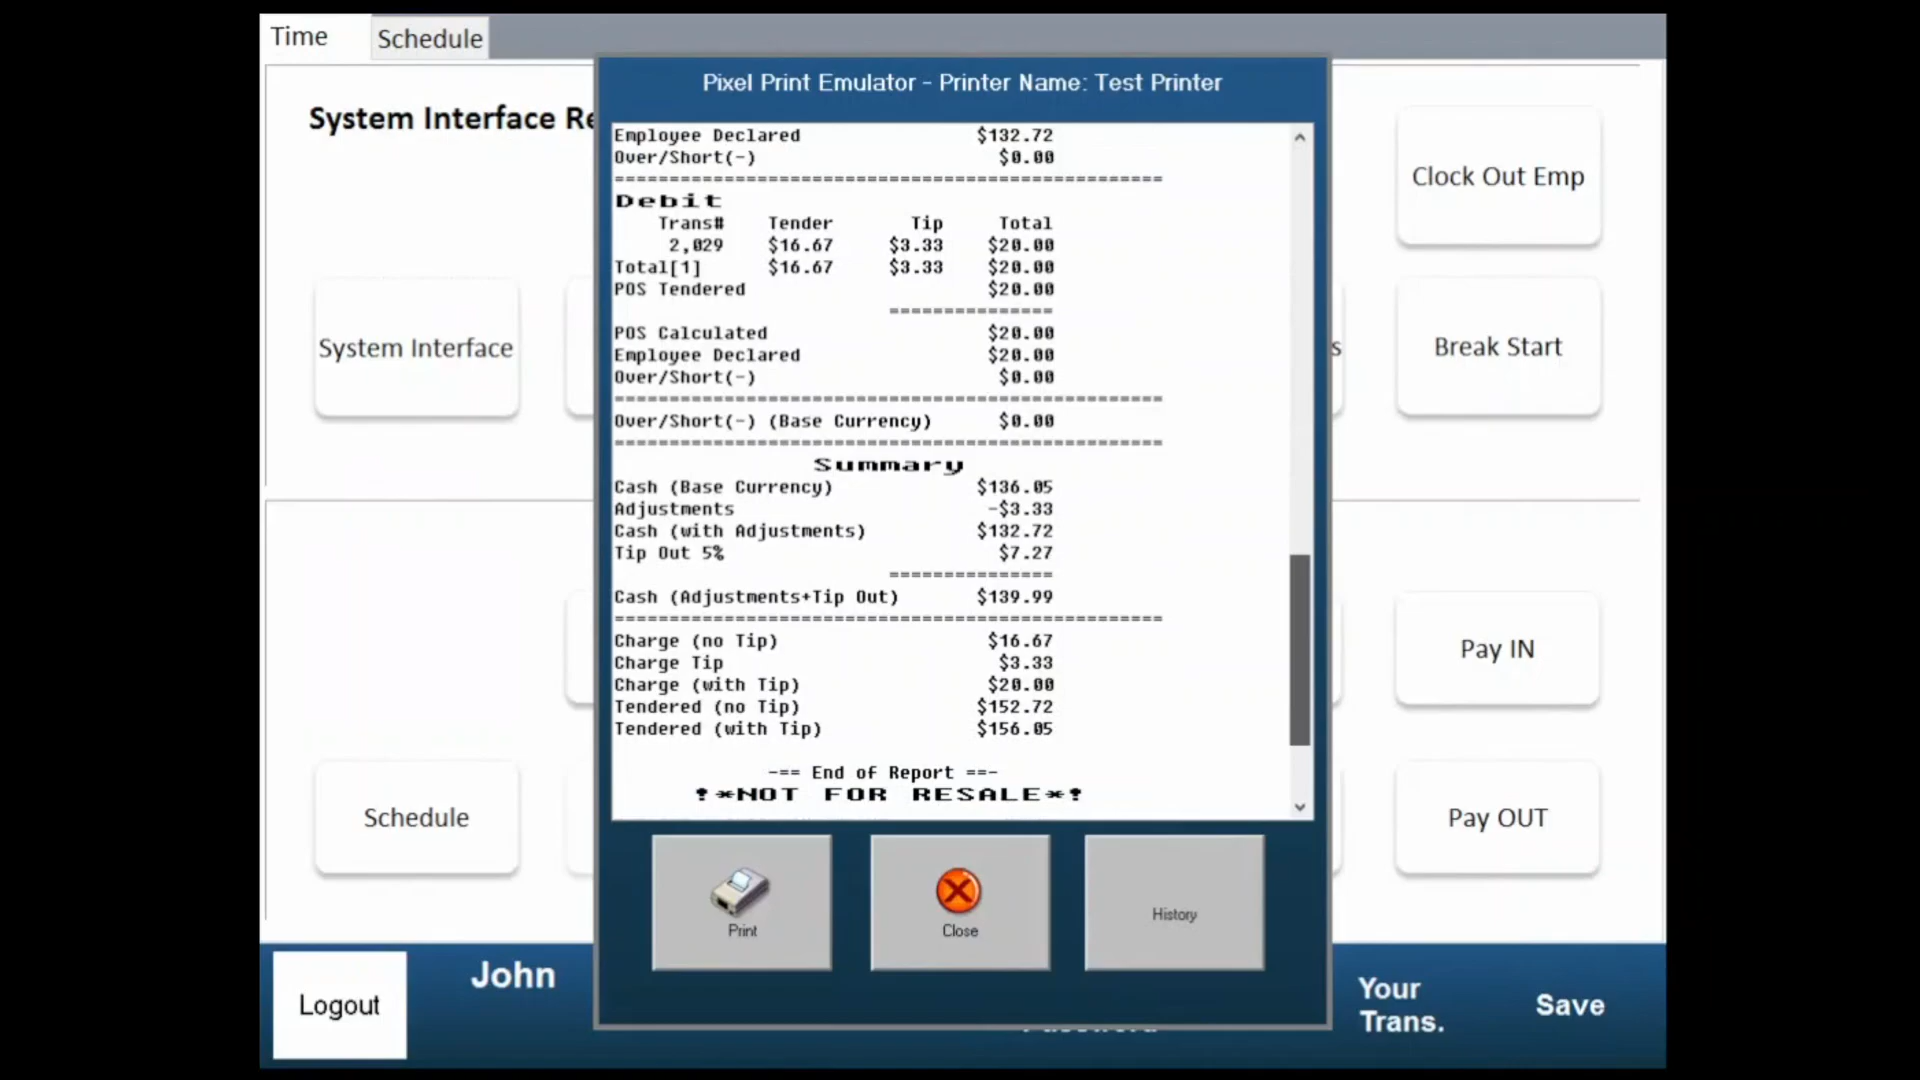 Time
Schedule
Pixel Print Emulator - Printer Name: Test Printer
System Interface Re
Employee Declared $132.72
Over/Short(-) $0.00
==================================================
Debit
Trans# Tender Tip Total
2,029 $16.67 $3.33 $20.00
Total[1] $16.67 $3.33 $20.00
POS Tendered $20.00
===============
POS Calculated $20.00
Employee Declared $20.00
Over/Short(-) $0.00
==================================================
Over/Short(-) (Base Currency) $0.00
==================================================
Summary
Cash (Base Currency) $136.05
Adjustments -$3.33
Cash (with Adjustments) $132.72
Tip Out 5% $7.27
===============
Cash (Adjustments+Tip Out) $139.99
==================================================
Charge (no Tip) $16.67
Charge Tip $3.33
Charge (with Tip) $20.00
Tendered (no Tip) $152.72
Tendered (with Tip) $156.05
-== End of Report ==-
!*NOT FOR RESALE*!
Print
Close
History
Clock Out Emp
System Interface
s
Break Start
Pay IN
Schedule
Pay OUT
Logout
John
Your
Trans.
Save